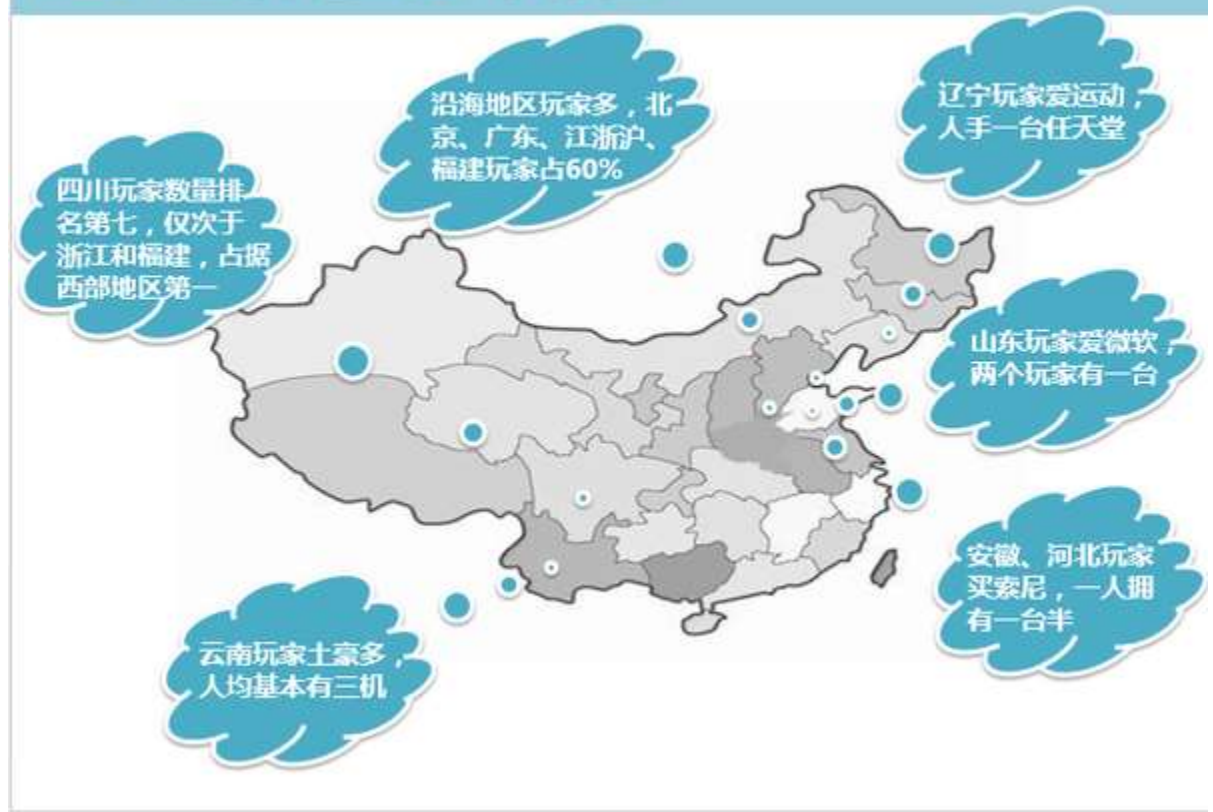 沿海地区玩家多，北
京、广东、江浙沪、
福建玩家占60%
辽宁玩家爱运动，
人手一台任天堂
四川玩家数量排
名第七，仅次于
浙江和福建，占据
西部地区第一
山东玩家爱微软，
两个玩家有一台
安徽、河北玩家
买索尼，一人拥
有一台半
云南玩家土豪多，
人均基本有三机